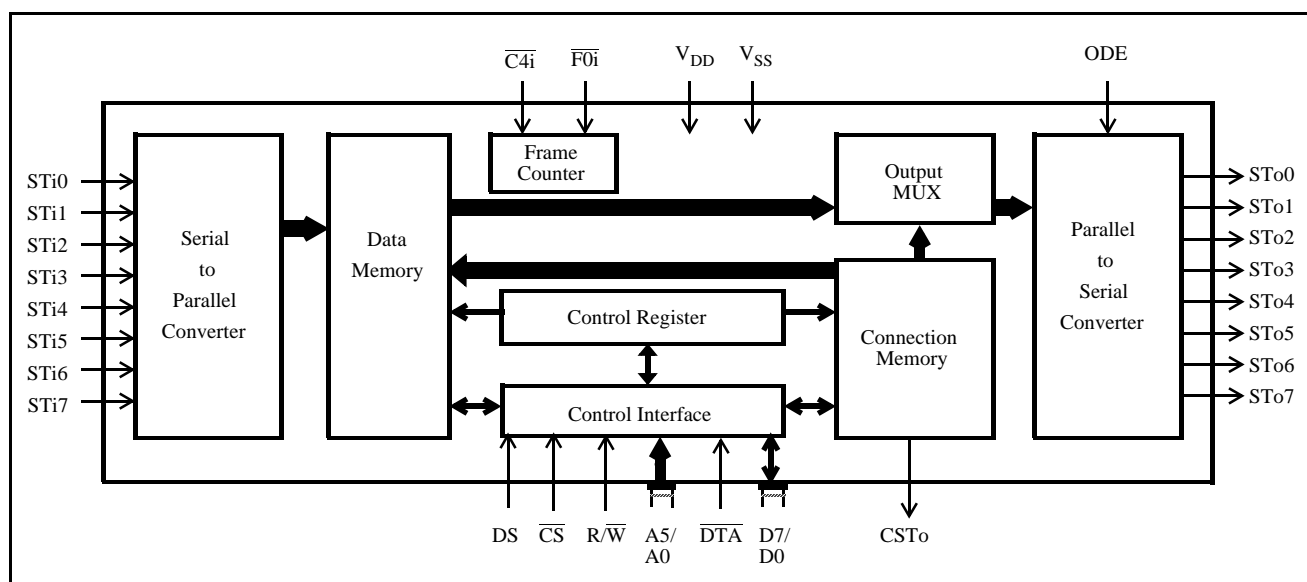 C4i
F0i
VDD
VSS
ODE
STi0
STi1
STi2
STi3
STi4
STi5
STi6
STi7
Serial
to
Parallel
Converter
Data
Memory
Frame
Counter
Control Register
Control Interface
Output
MUX
Connection
Memory
Parallel
to
Serial
Converter
STo0
STo1
STo2
STo3
STo4
STo5
STo6
STo7
DS
CS
R/W
A5/
A0
DTA
D7/
D0
CSTo